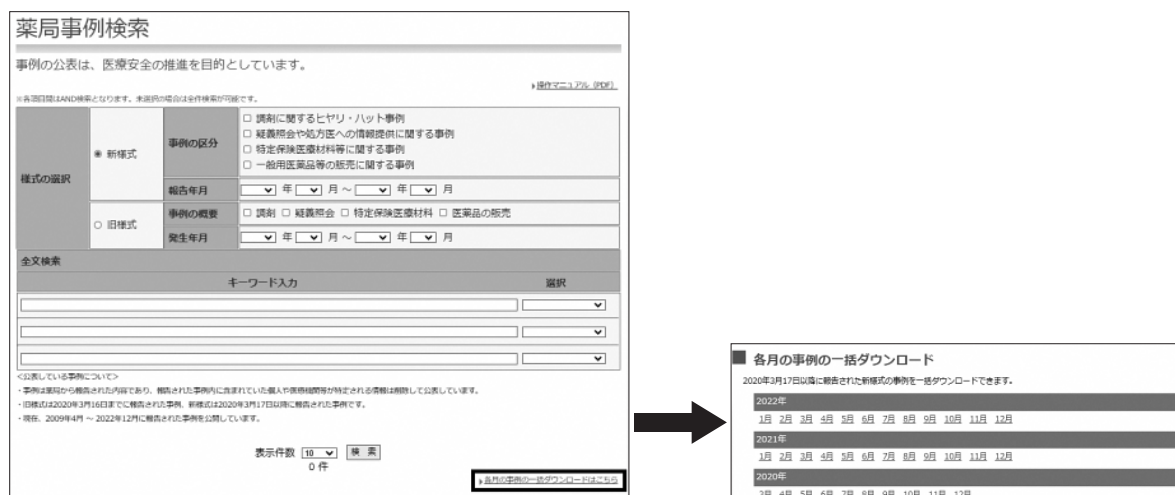 薬局事例検索
事例の公表は、医療安全の推進を目的としています。
操作マニュアル (PDF)
※各項目間はAND検索となります。未選択の場合は全件検索が可能です。
様式の選択
新様式
事例の区分
調剤に関するヒヤリ・ハット事例
疑義照会や処方医への情報提供に関する事例
特定保険医療材料等に関する事例
一般用医薬品等の販売に関する事例
報告年月
年 月 ～ 年 月
旧様式
事例の概要
調剤 疑義照会 特定保険医療材料 医薬品の販売
発生年月
年 月 ～ 年 月
全文検索
キーワード入力 選択
<公表している事例について>
・事例は薬局から報告された内容であり、報告された事例内に含まれていた個人や医療機関等が特定される情報は削除して公表しています。
・旧様式は2020年3月16日までに報告された事例、新様式は2020年3月17日以降に報告された事例です。
・現在、2009年4月 ～ 2022年12月に報告された事例を公開しています。
表示件数 10 検 索
0 件
各月の事例の一括ダウンロードはこちら
各月の事例の一括ダウンロード
2020年3月17日以降に報告された新様式の事例を一括ダウンロードできます。
2022年
1月 2月 3月 4月 5月 6月 7月 8月 9月 10月 11月 12月
2021年
1月 2月 3月 4月 5月 6月 7月 8月 9月 10月 11月 12月
2020年
3月 4月 5月 6月 7月 8月 9月 10月 11月 12月